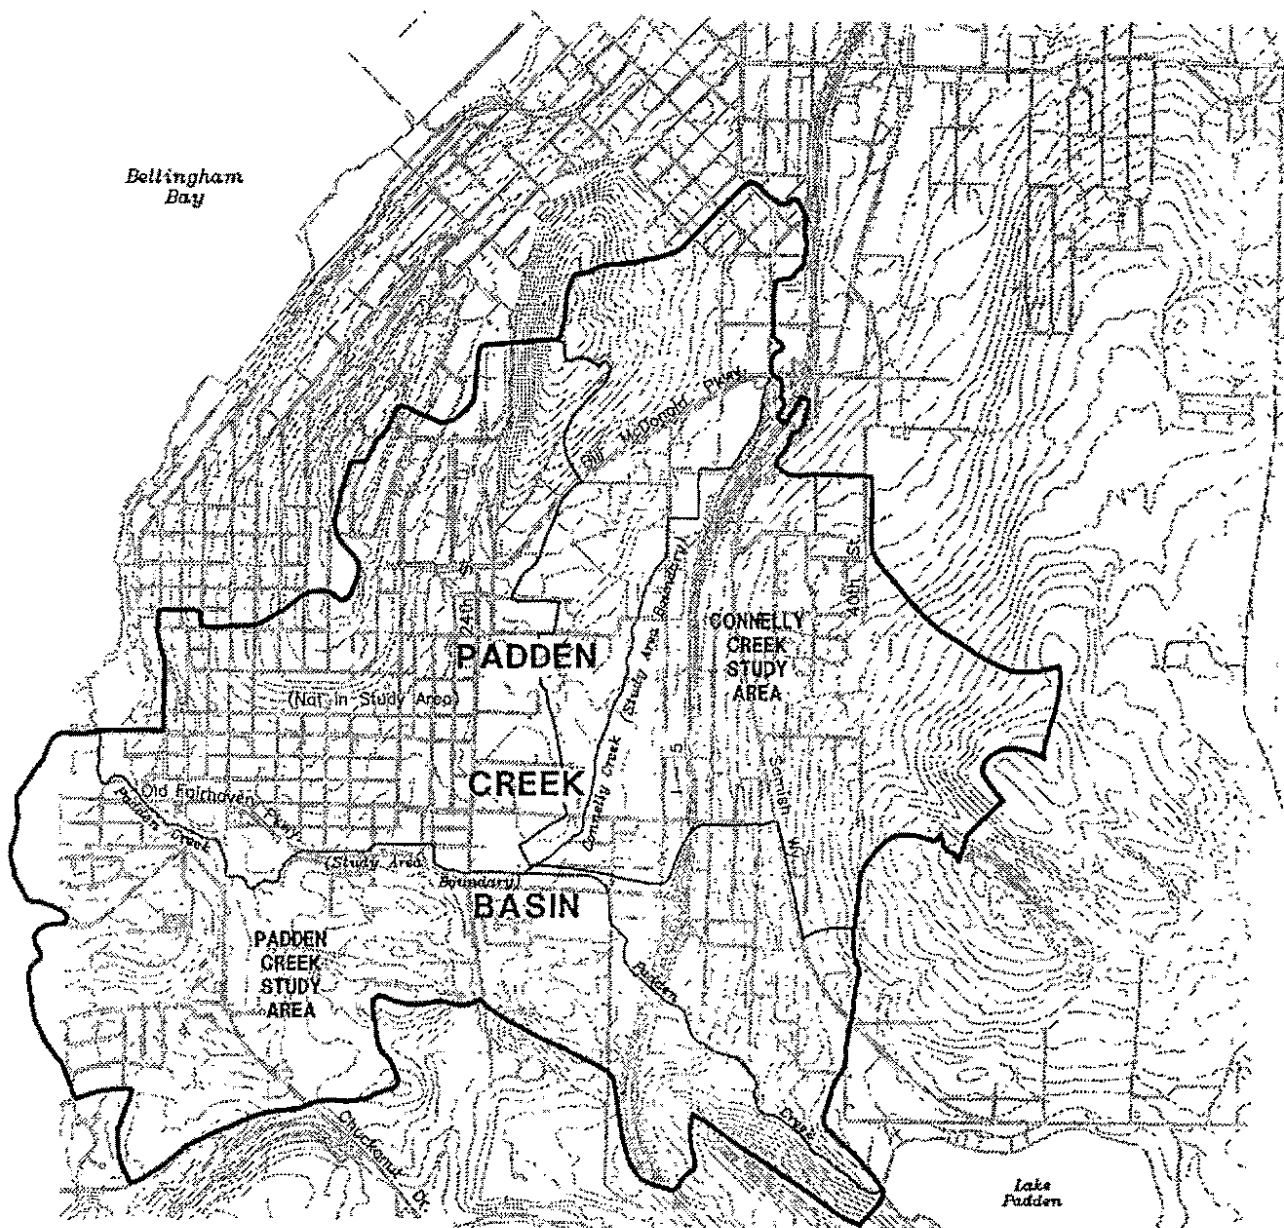 Bellingham
Bay
Bill McDonald Pkwy
24th St
40th St
PADDEN
CREEK
BASIN
CONNELLY
CREEK
STUDY
AREA
(Not in Study Area)
Connelly Creek (Study Area Boundary)
I-5
Samish Wy
Old Fairhaven Pkwy
Padden Creek
(Study Area
Boundary)
PADDEN
CREEK
STUDY
AREA
Padden
Creek
Chuckanut Dr.
Lake
Padden